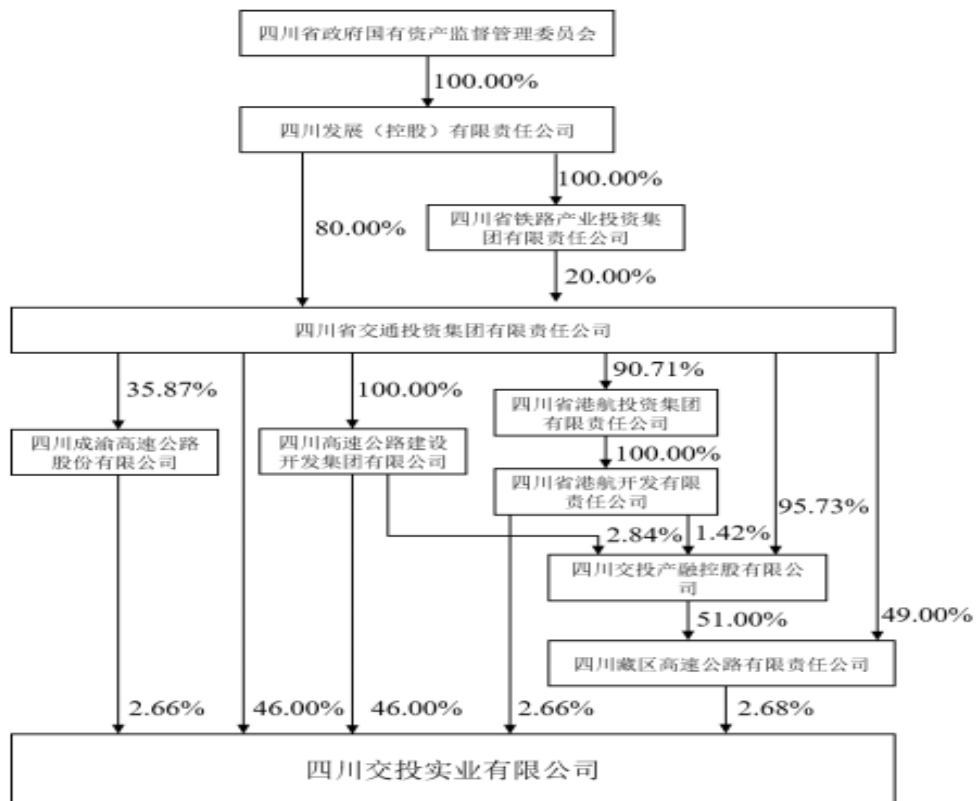 四川省政府国有资产监督管理委员会
100.00%
四川发展（控股）有限责任公司
100.00%
80.00%
四川省铁路产业投资集
团有限责任公司
20.00%
四川省交通投资集团有限责任公司
35.87%
100.00%
90.71%
四川省港航投资集团
有限责任公司
四川成渝高速公路
股份有限公司
四川高速公路建设
开发集团有限公司
100.00%
四川省港航开发有限
责任公司
95.73%
2.84%
1.42%
四川交投产融控股有限公
司
51.00%
49.00%
四川藏区高速公路有限责任公司
2.66%
46.00%
46.00%
2.66%
2.68%
四川交投实业有限公司